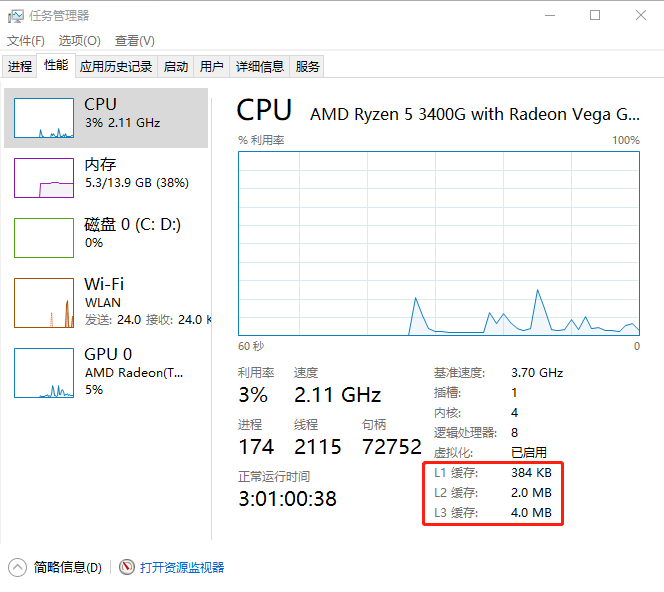 任务管理器
文件(F) 选项(O) 查看(V)
进程 性能 应用历史记录 启动 用户 详细信息 服务
CPU
3% 2.11 GHz
内存
5.3/13.9 GB (38%)
磁盘 0 (C: D:)
0%
Wi-Fi
WLAN
发送: 24.0 接收: 24.0 K
GPU 0
AMD Radeon(T...
5%
CPU AMD Ryzen 5 3400G with Radeon Vega G...
% 利用率 100%
60 秒 0
利用率 速度
3% 2.11 GHz
进程 线程 句柄
174 2115 72752
正常运行时间
3:01:00:38
基准速度: 3.70 GHz
插槽: 1
内核: 4
逻辑处理器: 8
虚拟化: 已启用
L1 缓存: 384 KB
L2 缓存: 2.0 MB
L3 缓存: 4.0 MB
简略信息(D) 打开资源监视器